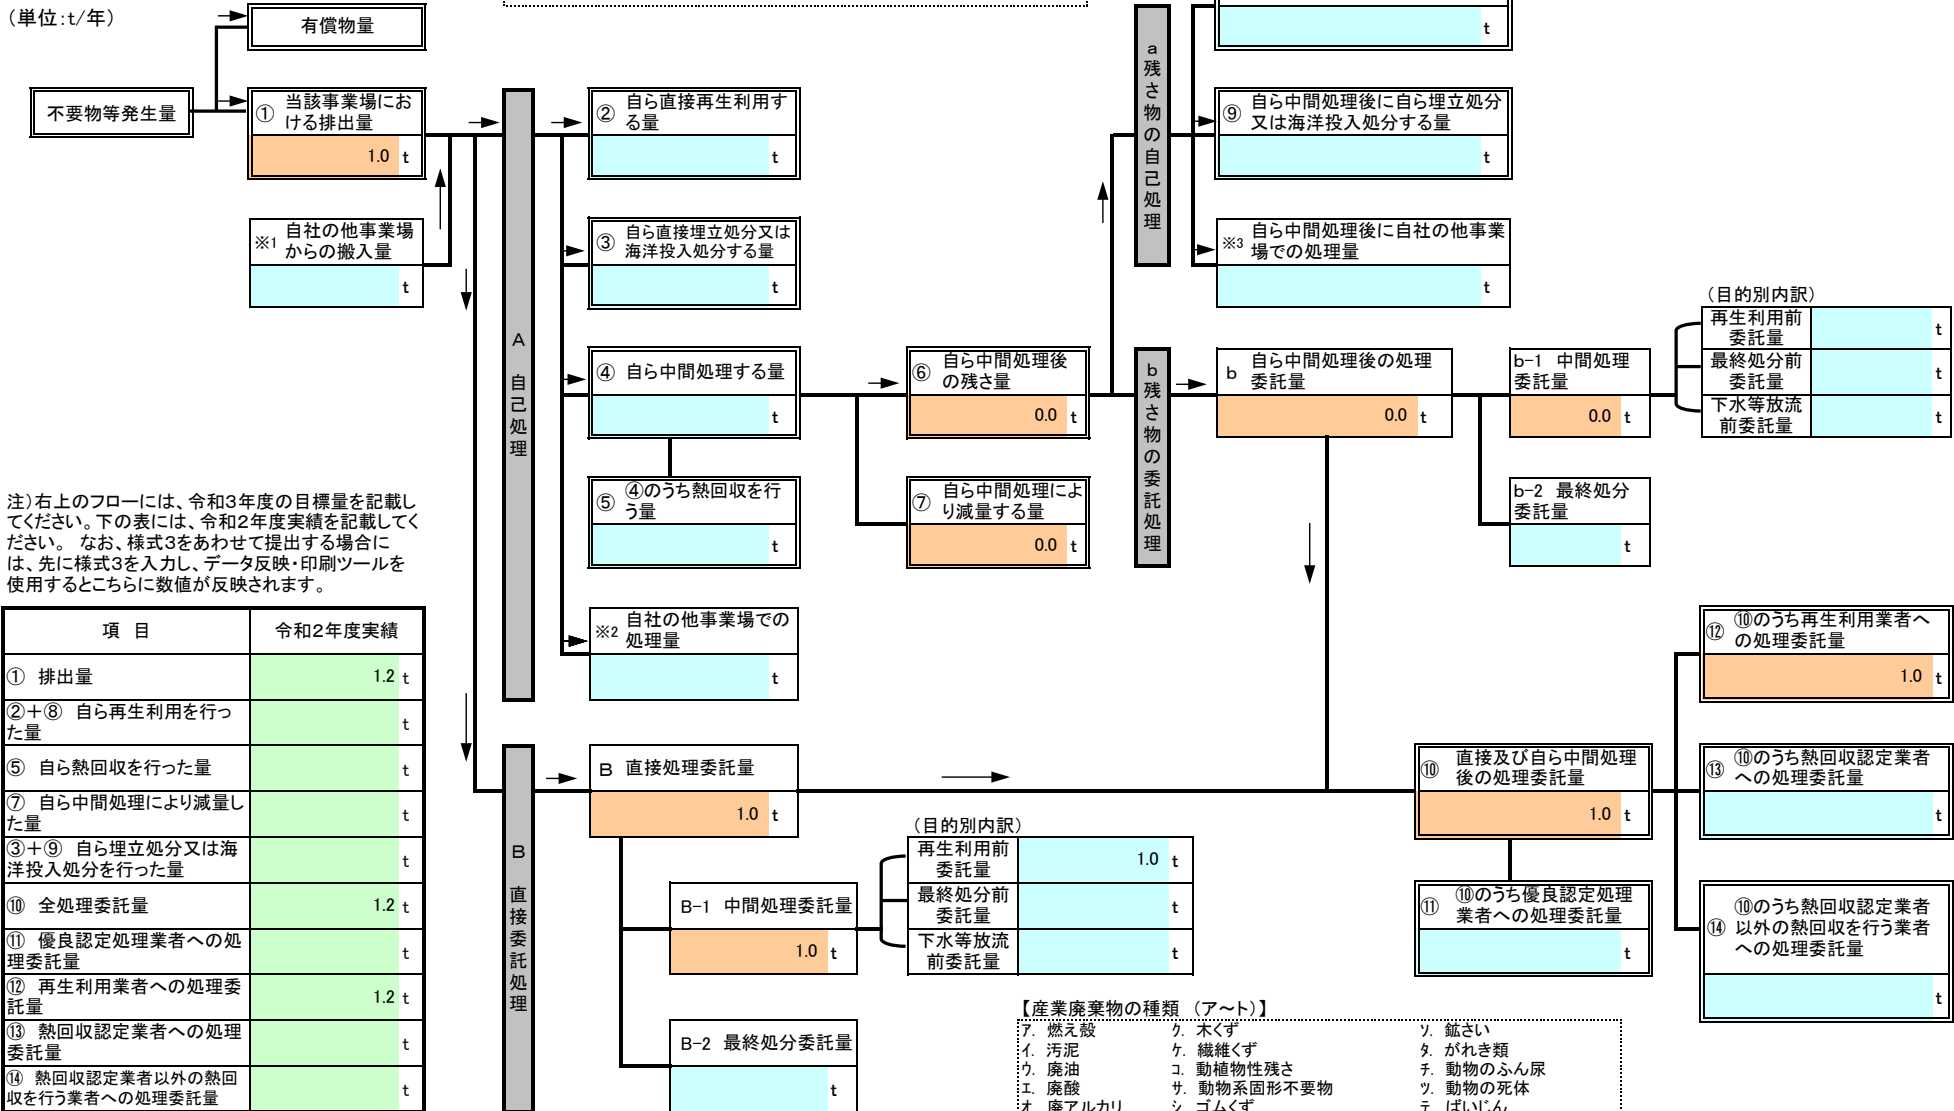 （単位:t/年）
有償物量
t
不要物等発生量
① 当該事業場にお
ける排出量
1.0 t
② 自ら直接再生利用す
る量
t
a
残さ物の自己処理
⑨ 自ら中間処理後に自ら埋立処分
又は海洋投入処分する量
t
※1 自社の他事業場
からの搬入量
t
③ 自ら直接埋立処分又は
海洋投入処分する量
t
※3 自ら中間処理後に自社の他事業
場での処理量
t
A
自己処理
④ 自ら中間処理する量
t
⑥ 自ら中間処理後
の残さ量
0.0 t
b
残さ物の委託処理
b 自ら中間処理後の処理
委託量
0.0 t
b-1 中間処理
委託量
0.0 t
（目的別内訳）
再生利用前
委託量
t
最終処分前
委託量
t
下水等放流
前委託量
t
⑤ ④のうち熱回収を行
う量
t
⑦ 自ら中間処理によ
り減量する量
0.0 t
b-2 最終処分
委託量
t
注）右上のフローには、令和3年度の目標量を記載し
てください。下の表には、令和2年度実績を記載してく
ださい。 なお、様式3をあわせて提出する場合に
は、先に様式3を入力し、データ反映・印刷ツールを
使用するとこちらに数値が反映されます。
※2 自社の他事業場での
処理量
t
項 目 令和2年度実績
① 排出量 1.2 t
②＋⑧ 自ら再生利用を行っ
た量
t
⑤ 自ら熱回収を行った量 t
⑦ 自ら中間処理により減量し
た量
t
③＋⑨ 自ら埋立処分又は海
洋投入処分を行った量
t
⑩ 全処理委託量 1.2 t
⑪ 優良認定処理業者への処
理委託量
t
⑫ 再生利用業者への処理委
託量
1.2 t
⑬ 熱回収認定業者への処理
委託量
t
⑭ 熱回収認定業者以外の熱回
収を行う業者への処理委託量
t
B
直接委託処理
B 直接処理委託量
1.0 t
B-1 中間処理委託量
1.0 t
（目的別内訳）
再生利用前
委託量
1.0 t
最終処分前
委託量
t
下水等放流
前委託量
t
B-2 最終処分委託量
t
⑩ 直接及び自ら中間処理
後の処理委託量
1.0 t
⑪ ⑩のうち優良認定処理
業者への処理委託量
t
⑫ ⑩のうち再生利用業者へ
の処理委託量
1.0 t
⑬ ⑩のうち熱回収認定業者
への処理委託量
t
⑭ ⑩のうち熱回収認定業者
以外の熱回収を行う業者
への処理委託量
t
【産業廃棄物の種類 （ア～ト）】
ア. 燃え殻 ク. 木くず ソ. 鉱さい
イ. 汚泥 ケ. 繊維くず タ. がれき類
ウ. 廃油 コ. 動植物性残さ チ. 動物のふん尿
エ. 廃酸 サ. 動物系固形不要物 ツ. 動物の死体
オ. 廃アルカリ シ. ゴムくず テ. ばいじん